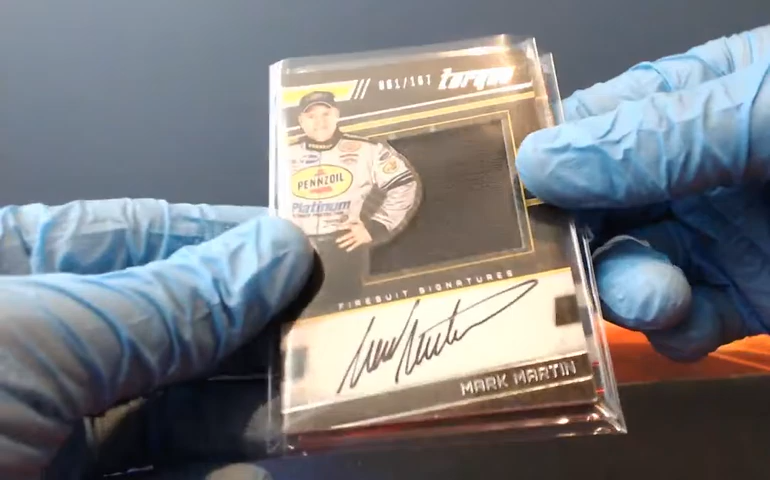 torque
PENNZOIL
Platinum
FIRESUIT SIGNATURES
MARK MARTIN